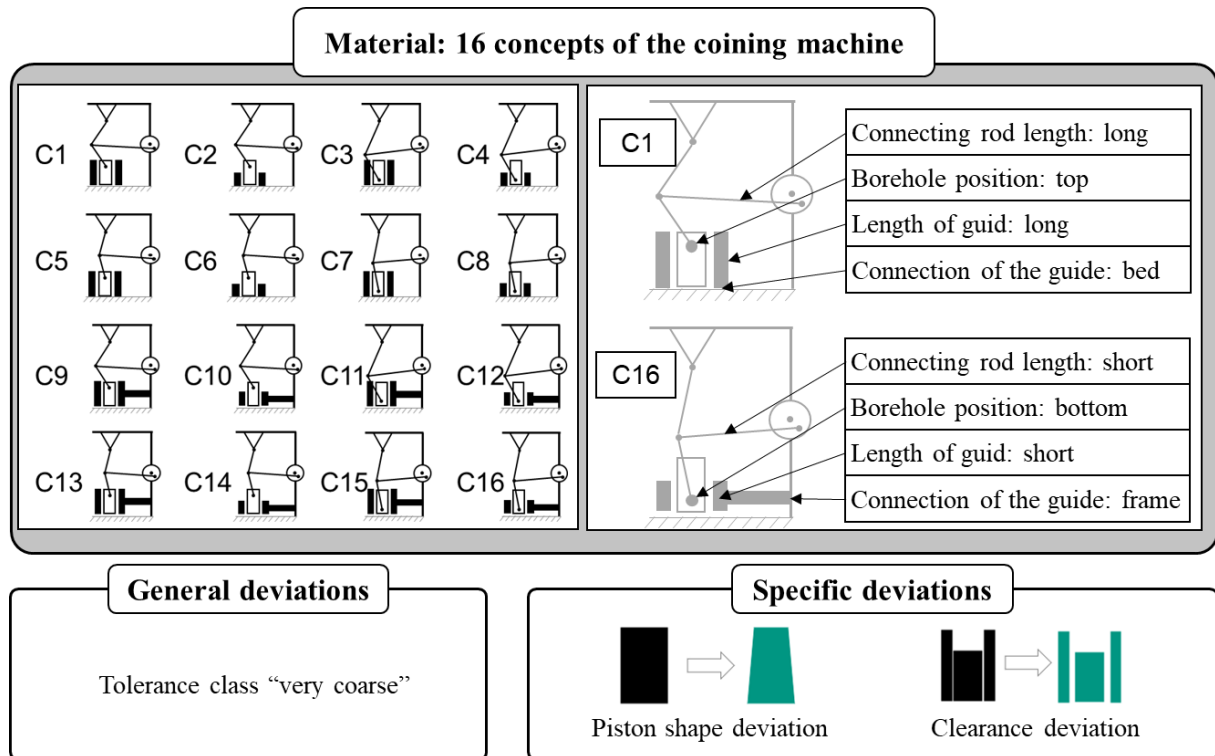 Material: 16 concepts of the coining machine
C1
C2
C3
C4
C5
C6
C7
C8
C9
C10
C11
C12
C13
C14
C15
C16
C1
Connecting rod length: long
Borehole position: top
Length of guid: long
Connection of the guide: bed
C16
Connecting rod length: short
Borehole position: bottom
Length of guid: short
Connection of the guide: frame
General deviations
Tolerance class “very coarse”
Specific deviations
Piston shape deviation
Clearance deviation